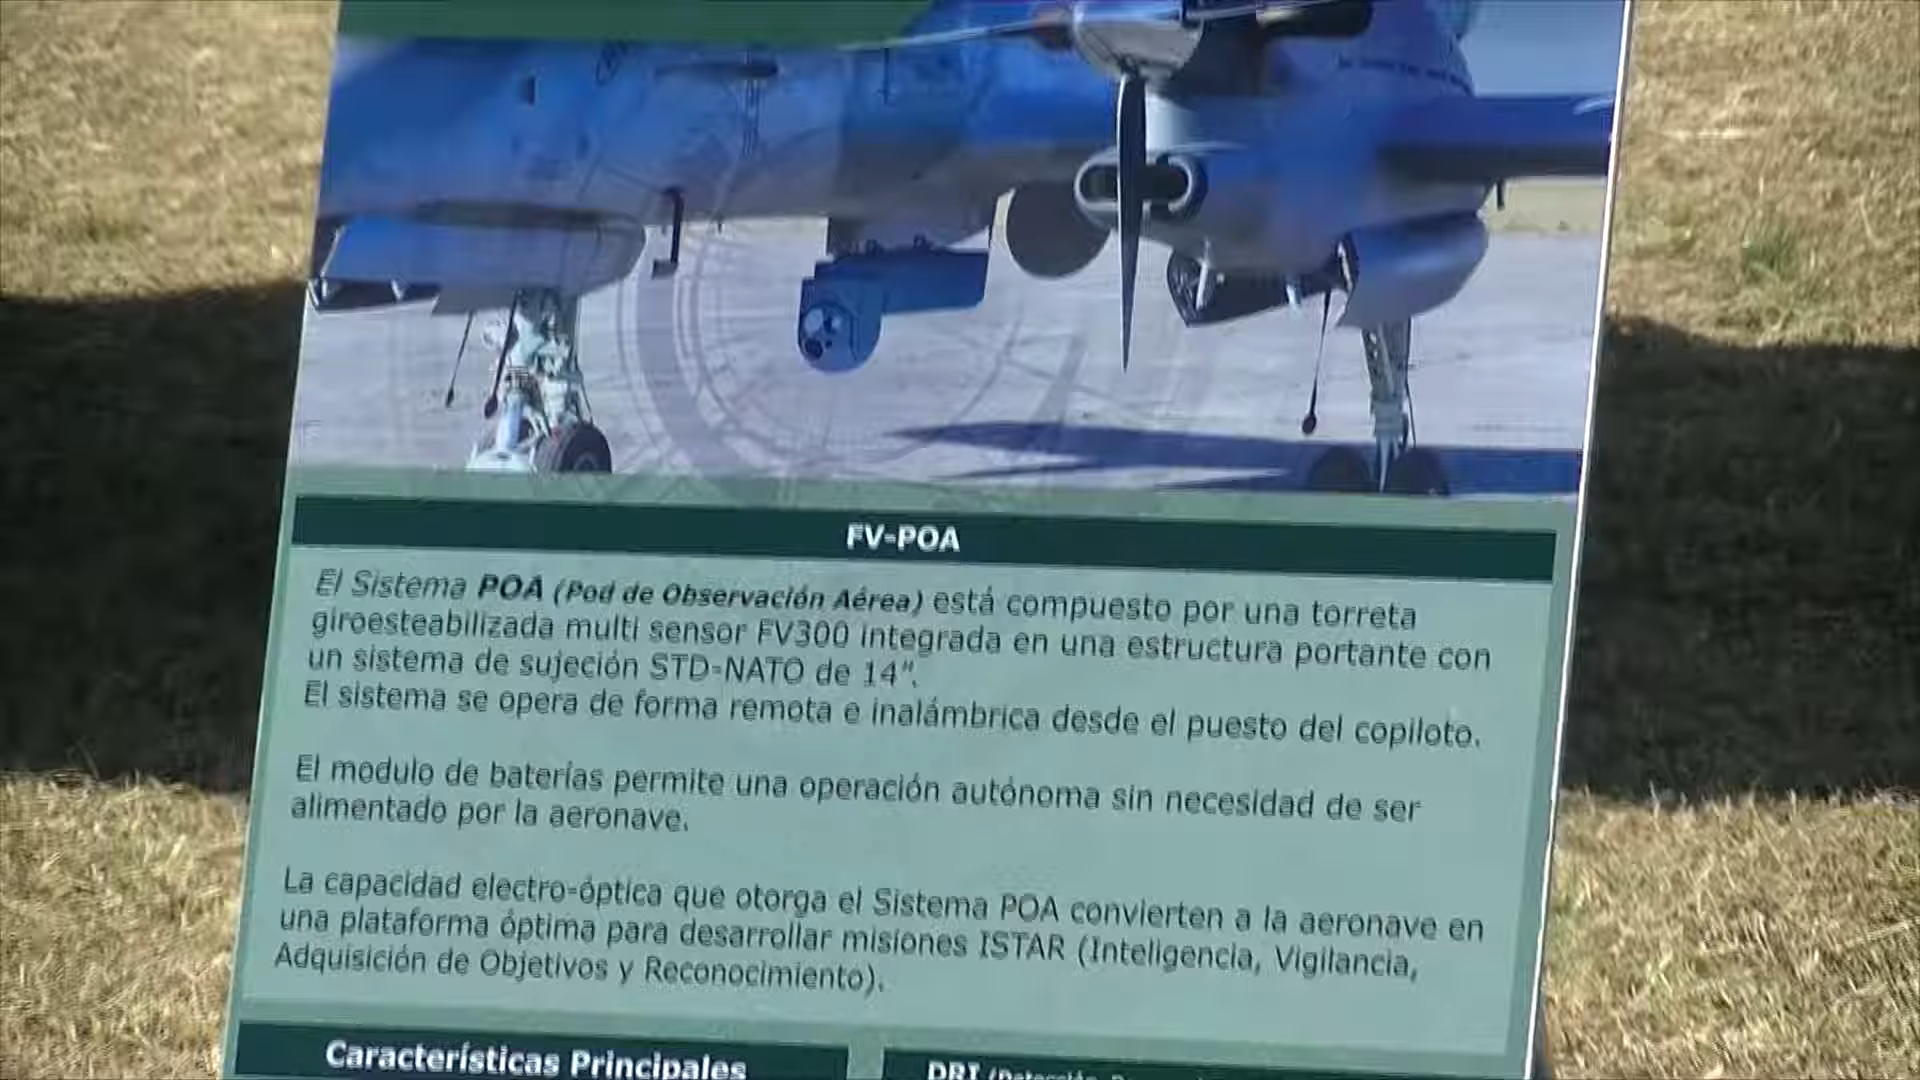 FV-POA
El Sistema POA (Pod de Observación Aérea) está compuesto por una torreta
giroesteabilizada multi sensor FV300 integrada en una estructura portante con
un sistema de sujeción STD-NATO de 14".
El sistema se opera de forma remota e inalámbrica desde el puesto del copiloto.
El modulo de baterías permite una operación autónoma sin necesidad de ser
alimentado por la aeronave.
La capacidad electro-óptica que otorga el Sistema POA convierten a la aeronave en
una plataforma óptima para desarrollar misiones ISTAR (Inteligencia, Vigilancia,
Adquisición de Objetivos y Reconocimiento).
Características Principales
DRI